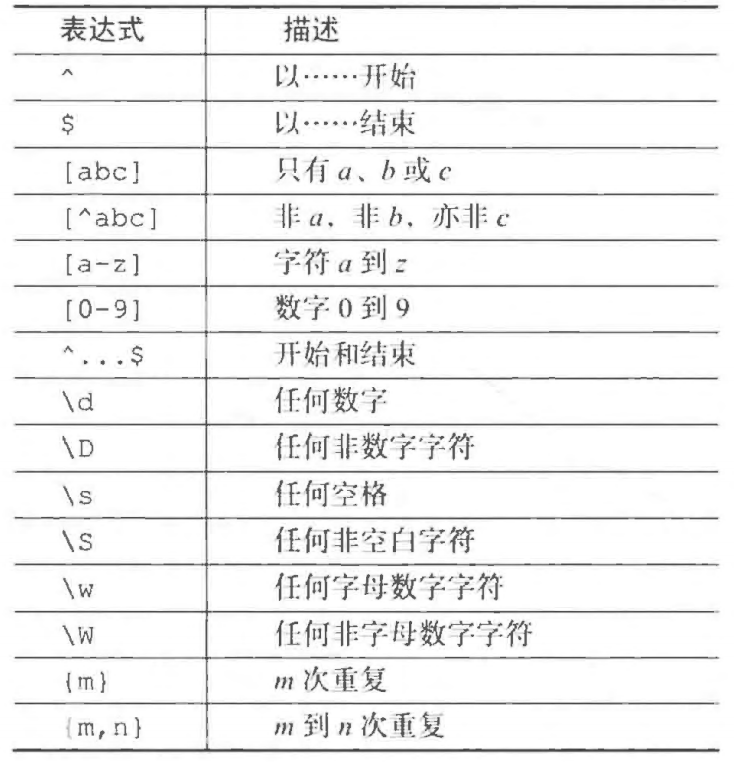 表达式 描述
^ 以……开始
$ 以……结束
[abc] 只有 a、b 或 c
[^abc] 非 a，非 b，亦非 c
[a-z] 字符 a 到 z
[0-9] 数字 0 到 9
^...$ 开始和结束
\d 任何数字
\D 任何非数字字符
\s 任何空格
\S 任何非空白字符
\w 任何字母数字字符
\W 任何非字母数字字符
{m} m 次重复
{m,n} m 到 n 次重复